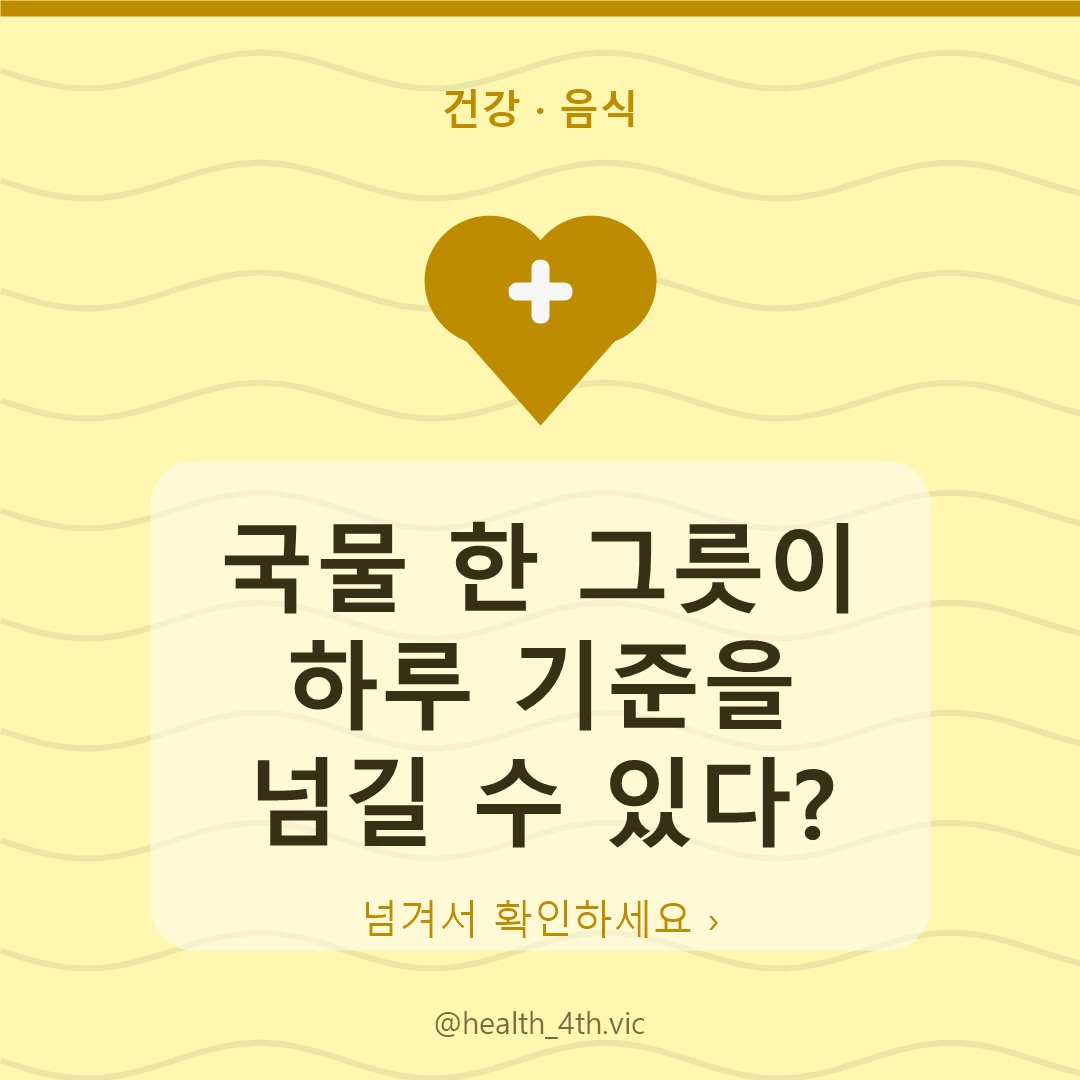 건강 · 음식
국물 한 그릇이
하루 기준을
넘길 수 있다?
넘겨서 확인하세요 ›
@health_4th.vic